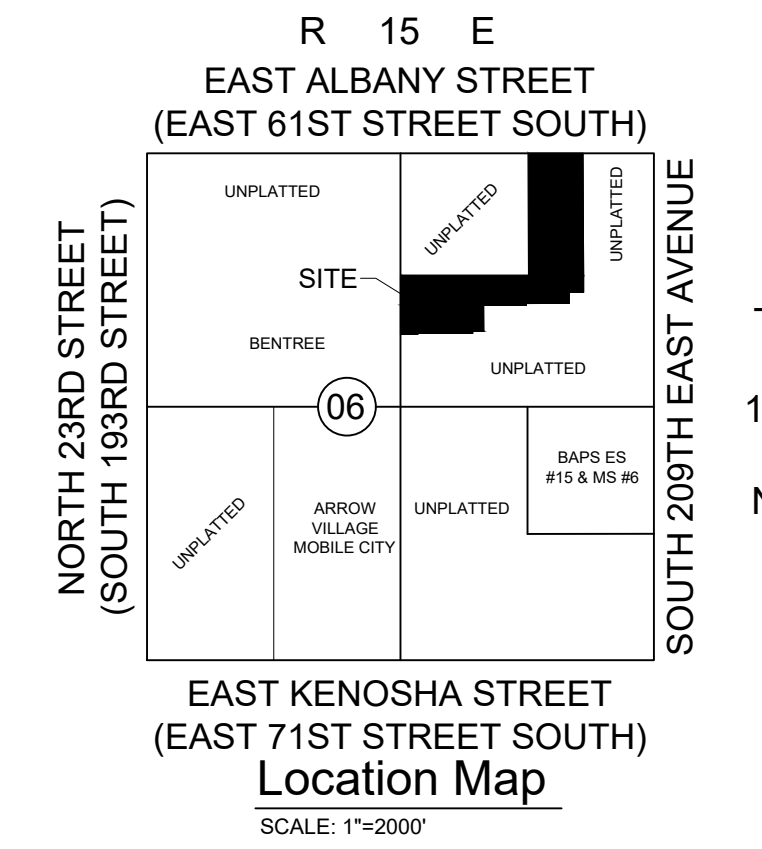 R 15 E
EAST ALBANY STREET
(EAST 61ST STREET SOUTH)
NORTH 23RD STREET
(SOUTH 193RD STREET)
UNPLATTED
UNPLATTED
UNPLATTED
SOUTH 209TH EAST AVENUE
SITE
BENTREE
UNPLATTED
06
UNPLATTED
ARROW
VILLAGE
MOBILE CITY
UNPLATTED
BAPS ES
#15 & MS #6
EAST KENOSHA STREET
(EAST 71ST STREET SOUTH)
Location Map
SCALE: 1"=2000'